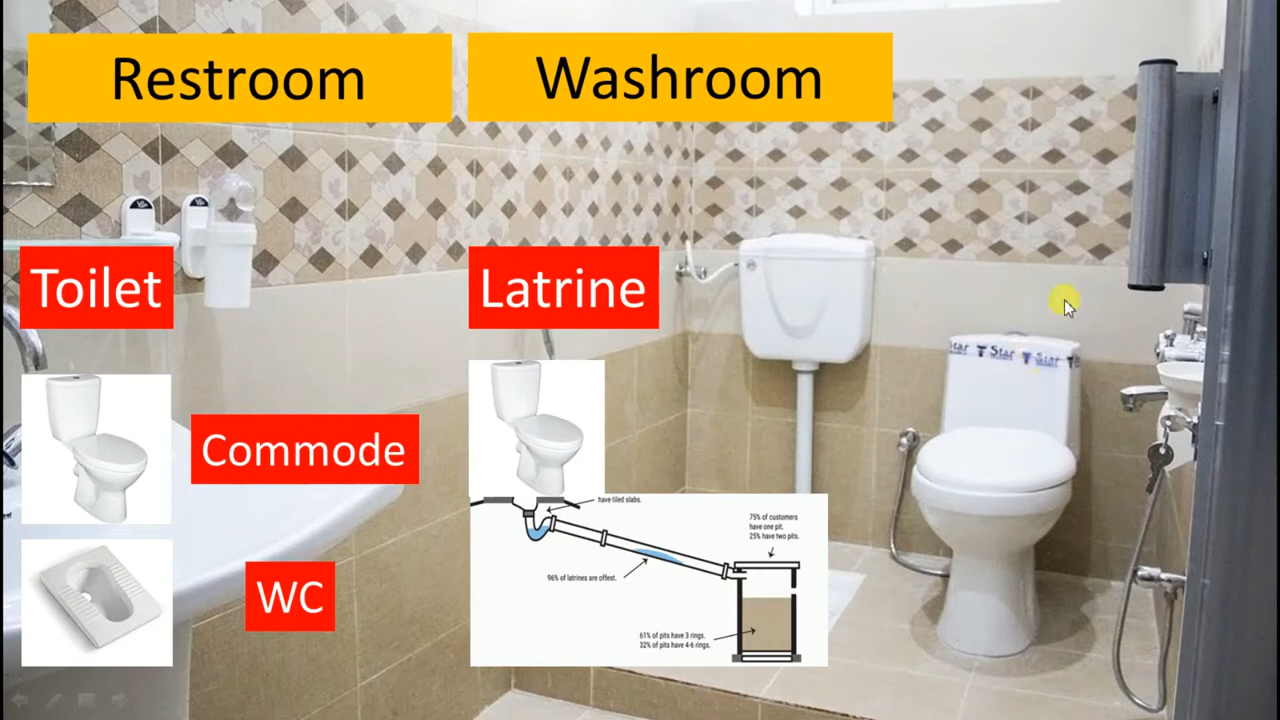 Restroom
Washroom
Toilet
Latrine
Commode
WC
have tiled slabs.
75% of customers
have one pit.
25% have two pits.
96% of latrines are offest.
61% of pits have 3 rings.
32% of pits have 4-6 rings.
Star
Star
Star